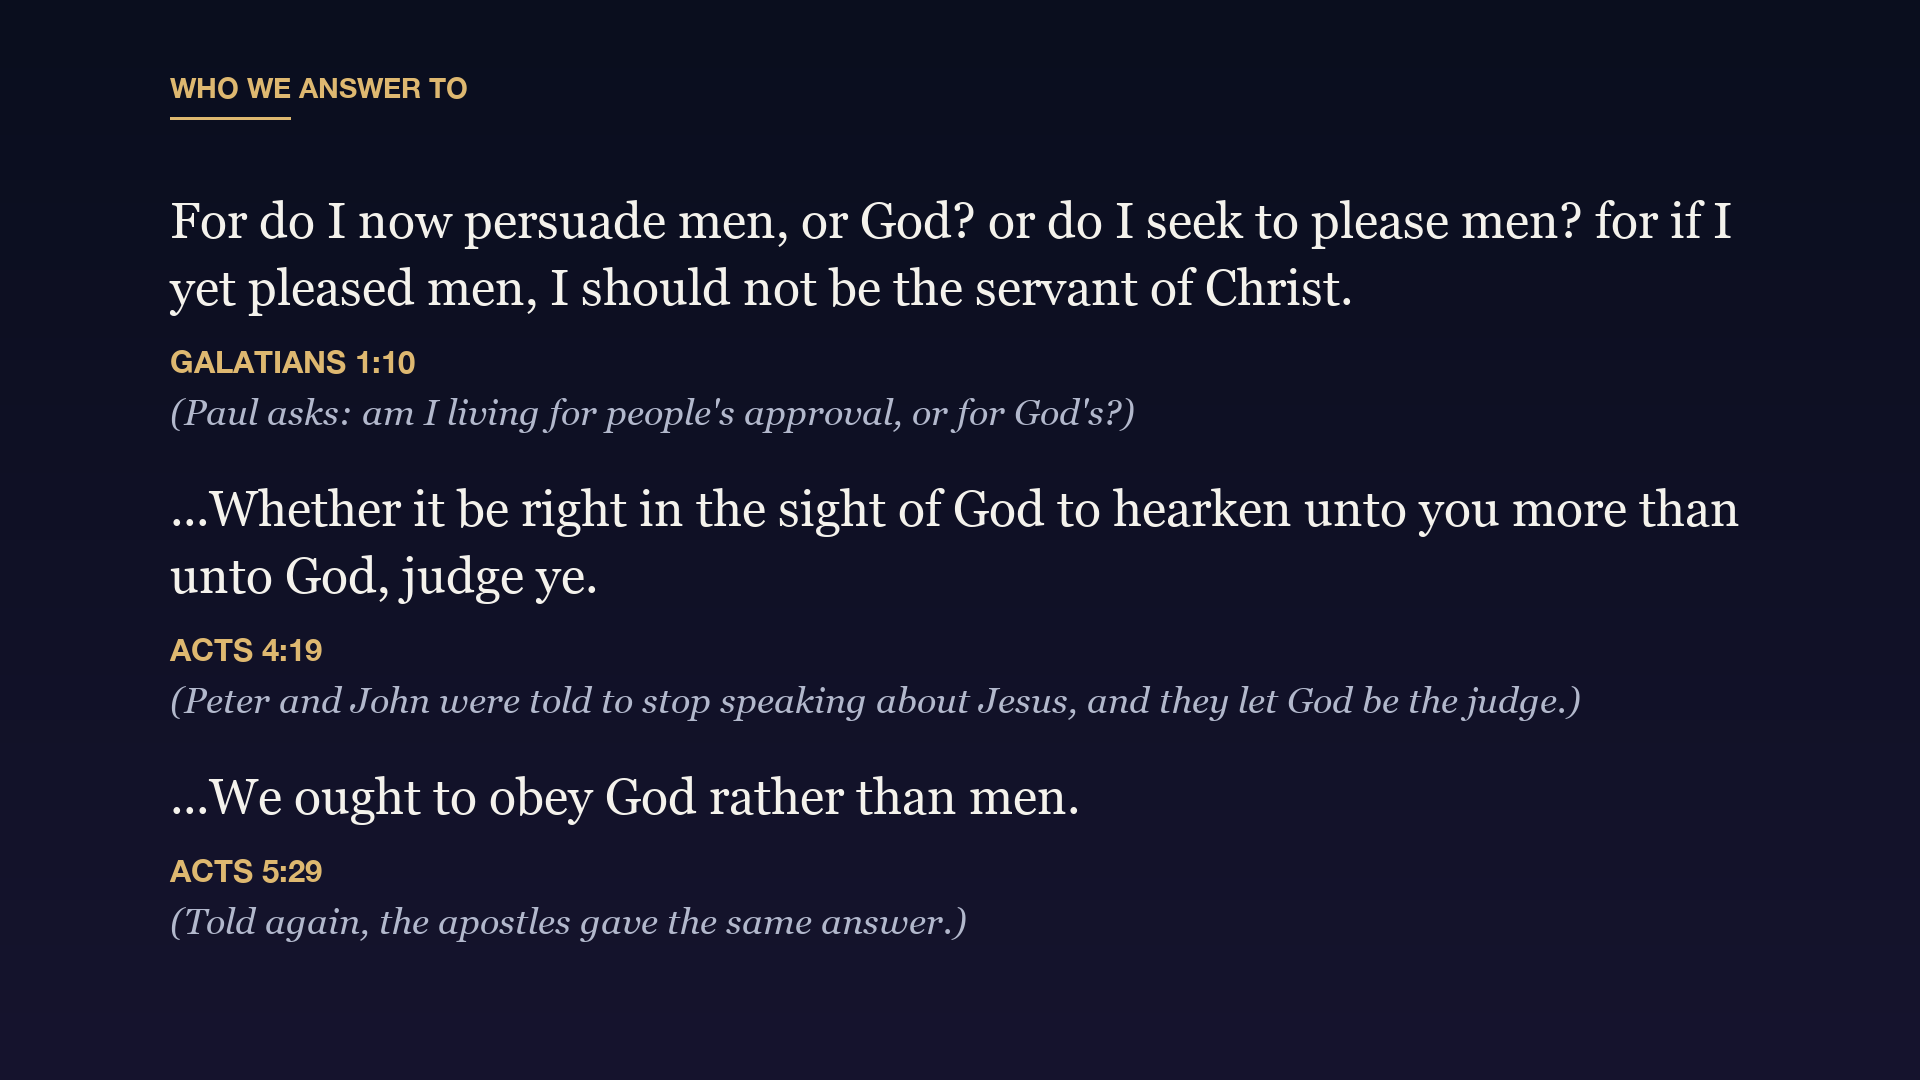 WHO WE ANSWER TO
For do I now persuade men, or God? or do I seek to please men? for if I
yet pleased men, I should not be the servant of Christ.
GALATIANS 1:10
(Paul asks: am I living for people's approval, or for God's?)
...Whether it be right in the sight of God to hearken unto you more than
unto God, judge ye.
ACTS 4:19
(Peter and John were told to stop speaking about Jesus, and they let God be the judge.)
...We ought to obey God rather than men.
ACTS 5:29
(Told again, the apostles gave the same answer.)